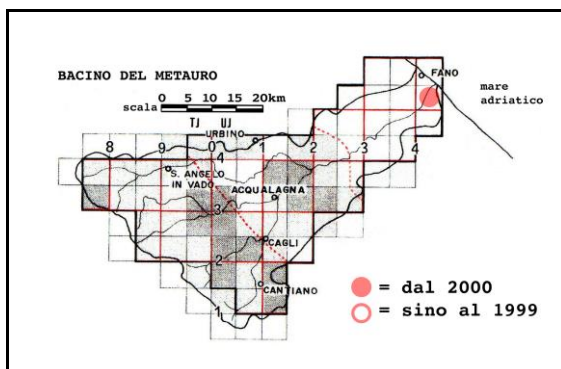 FANO
BACINO DEL METAURO
mare
adriatico
scala 0 5 10 15 20km
TJ UJ
URBINO
8 9 0 1 2 3 4
4
S. ANGELO
IN VADO
ACQUALAGNA
3
CAGLI
2
CANTIANO
1
= dal 2000
= sino al 1999